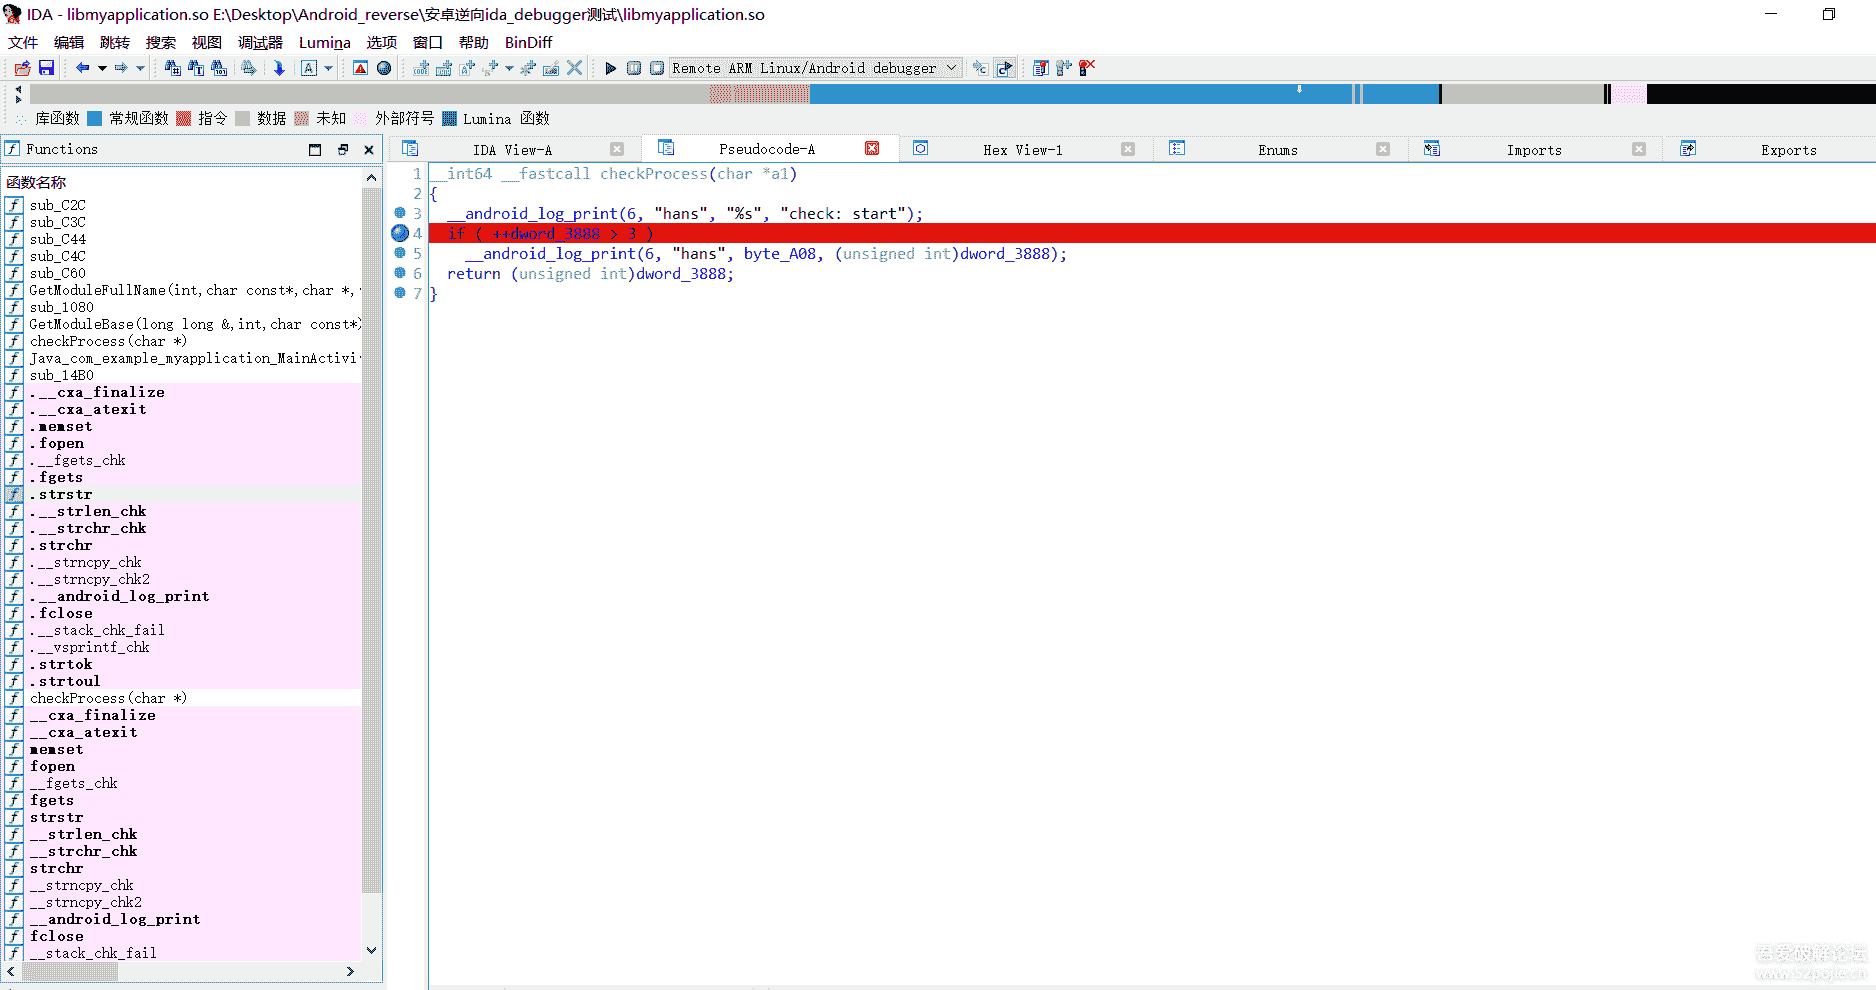 IDA - libmyapplication.so E:\Desktop\Android_reverse\安卓逆向ida_debugger测试\libmyapplication.so
文件 编辑 跳转 搜索 视图 调试器 Lumina 选项 窗口 帮助 BinDiff
Remote ARM Linux/Android debugger
库函数 常规函数 指令 数据 未知 外部符号 Lumina 函数
Functions
函数名称
sub_C2C
sub_C3C
sub_C44
sub_C4C
sub_C60
GetModuleFullName(int,char const*,char *,
sub_1080
GetModuleBase(long long &,int,char const*)
checkProcess(char *)
Java_com_example_myapplication_MainActivi
sub_14B0
.__cxa_finalize
.__cxa_atexit
.memset
.fopen
.__fgets_chk
.fgets
.strstr
.__strlen_chk
.__strchr_chk
.strchr
.__strncpy_chk
.__strncpy_chk2
.__android_log_print
.fclose
.__stack_chk_fail
.__vsprintf_chk
.strtok
.strtoul
checkProcess(char *)
__cxa_finalize
__cxa_atexit
memset
fopen
__fgets_chk
fgets
strstr
__strlen_chk
__strchr_chk
strchr
__strncpy_chk
__strncpy_chk2
__android_log_print
fclose
__stack_chk_fail
IDA View-A Pseudocode-A Hex View-1 Enums Imports Exports
1 __int64 __fastcall checkProcess(char *a1)
2 {
3 __android_log_print(6, "hans", "%s", "check: start");
4 if ( ++dword_3888 > 3 )
5 __android_log_print(6, "hans", byte_A08, (unsigned int)dword_3888);
6 return (unsigned int)dword_3888;
7 }
吾爱破解论坛
www.52pojie.cn